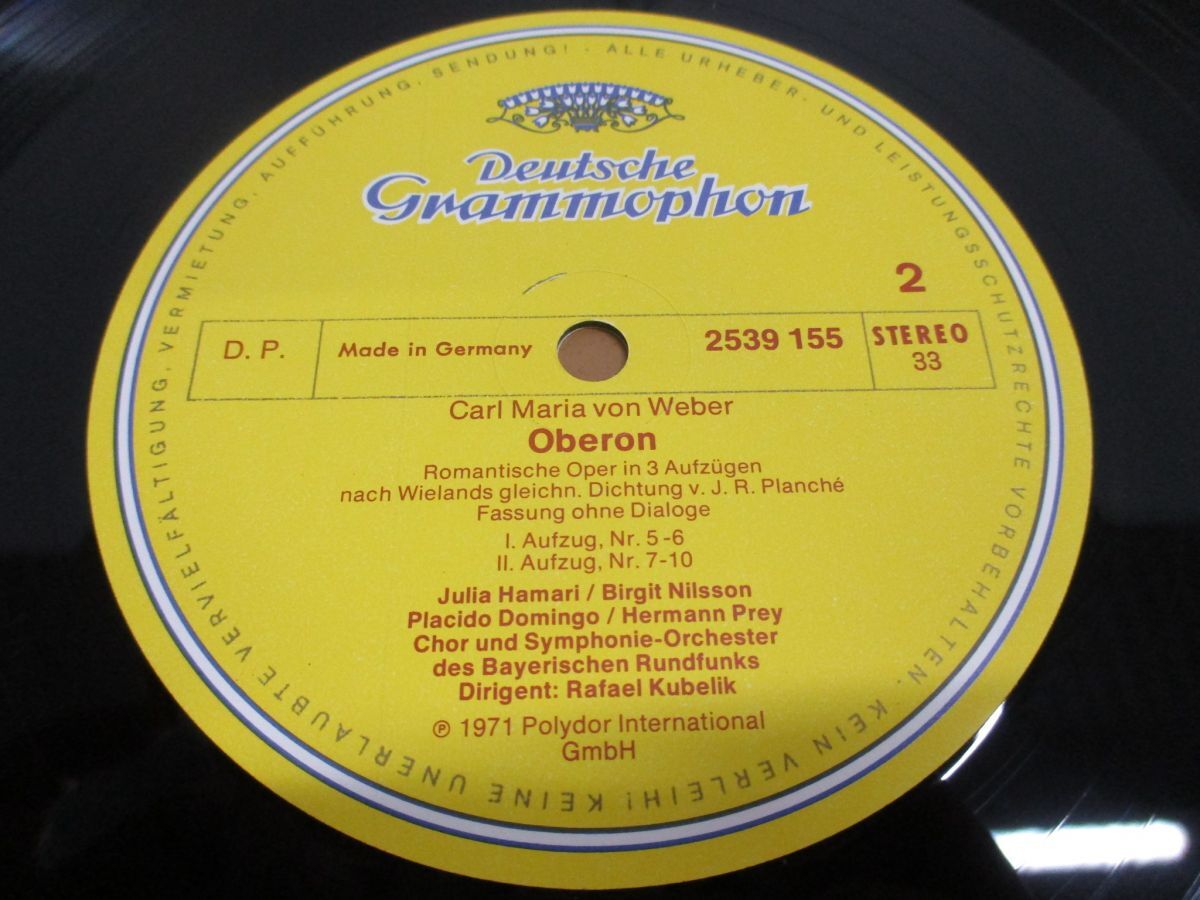 Deutsche
Grammophon
2
D. P.
Made in Germany
2539 155
STEREO
33
Carl Maria von Weber
Oberon
Romantische Oper in 3 Aufzügen
nach Wielands gleichn. Dichtung v. J. R. Planché
Fassung ohne Dialoge
I. Aufzug, Nr. 5-6
II. Aufzug, Nr. 7-10
Julia Hamari / Birgit Nilsson
Placido Domingo / Hermann Prey
Chor und Symphonie-Orchester
des Bayerischen Rundfunks
Dirigent: Rafael Kubelik
℗ 1971 Polydor International
GmbH
ALLE URHEBER- UND LEISTUNGSSCHUTZRECHTE VORBEHALTEN. KEIN VERLEIH! KEINE UNERLAUBTE VERVIELFÄLTIGUNG, VERMIETUNG, AUFFÜHRUNG, SENDUNG! ·